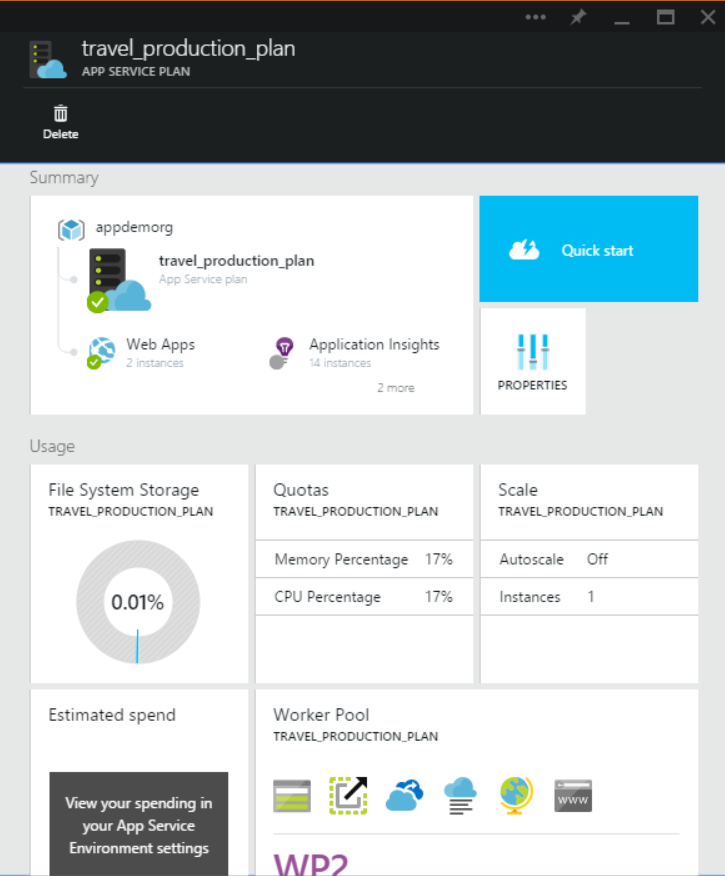 travel_production_plan
APP SERVICE PLAN
Delete
Summary
appdemorg
travel_production_plan
App Service plan
Web Apps
2 instances
Application Insights
14 instances
2 more
Quick start
PROPERTIES
Usage
File System Storage
TRAVEL_PRODUCTION_PLAN
0.01%
Quotas
TRAVEL_PRODUCTION_PLAN
Memory Percentage 17%
CPU Percentage 17%
Scale
TRAVEL_PRODUCTION_PLAN
Autoscale Off
Instances 1
Estimated spend
View your spending in
your App Service
Environment settings
Worker Pool
TRAVEL_PRODUCTION_PLAN
www
WP2